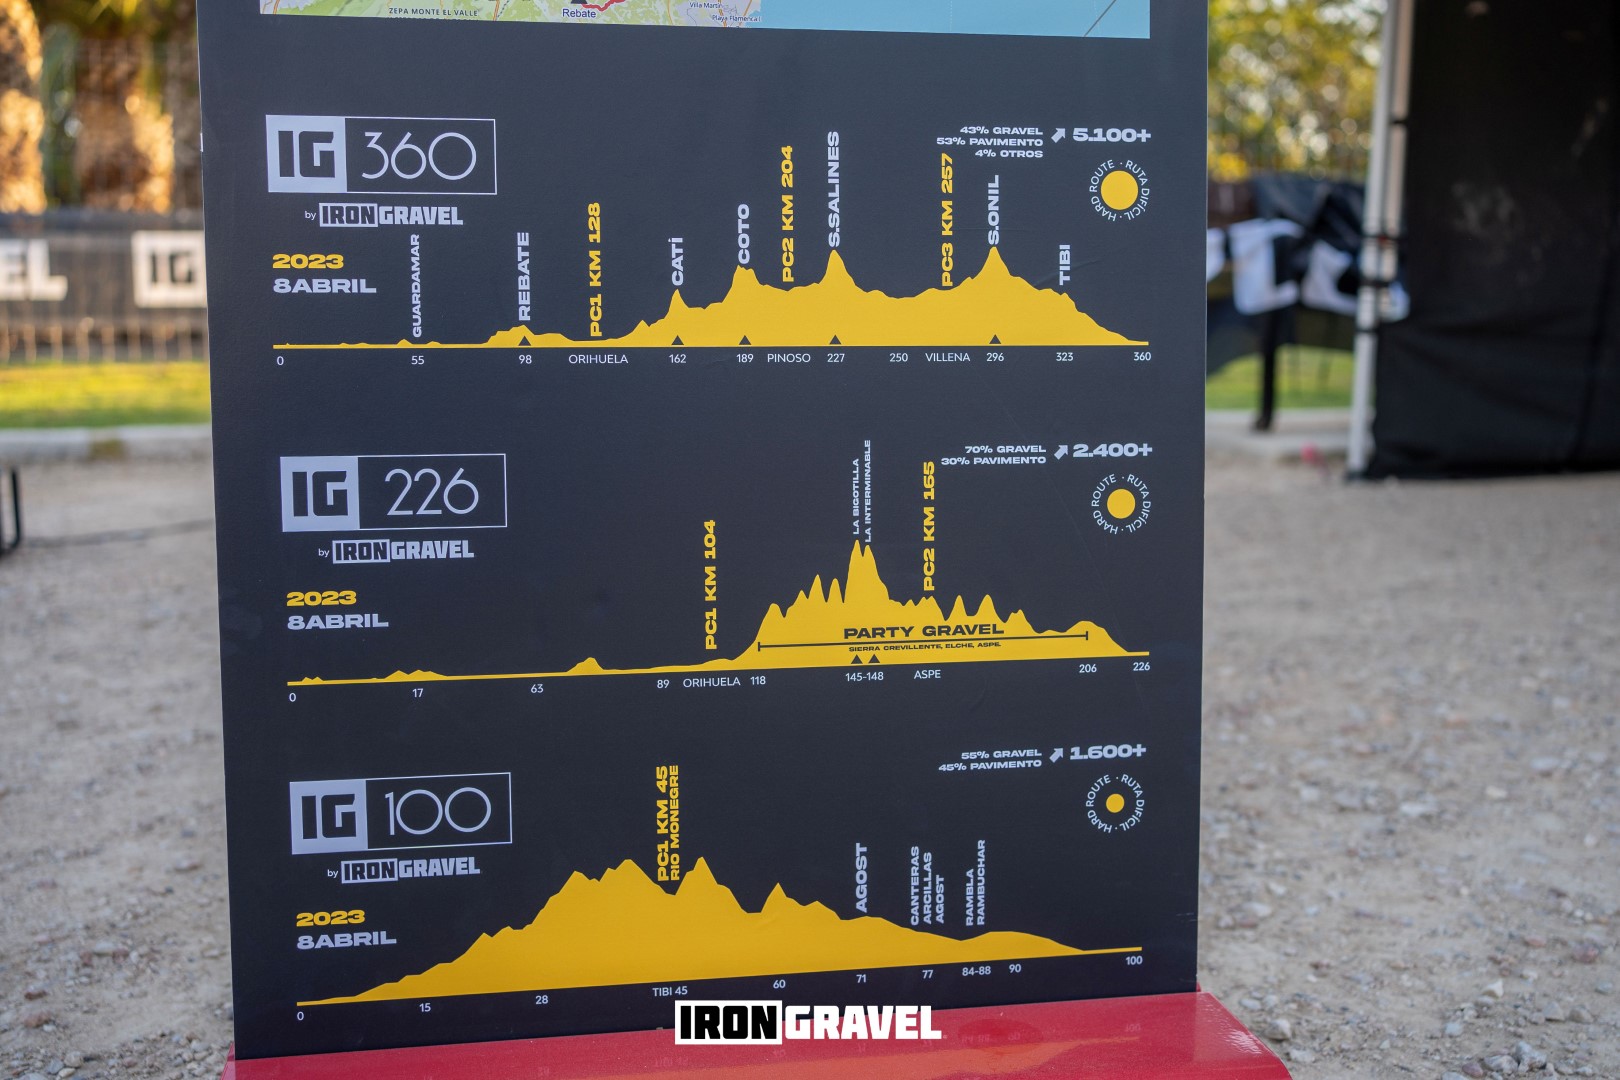 ZEPA MONTE EL VALLE
Rebate
Villa Martin
Playa Flamenca
IG 360
by IRONGRAVEL
2023
8ABRIL
43% GRAVEL
53% PAVIMENTO
4% OTROS
5.100+
HARD ROUTE · RUTA DIFÍCIL ·
GUARDAMAR
REBATE
PC1 KM 128
CATÍ
COTO
PC2 KM 204
S.SALINES
PC3 KM 257
S.ONIL
TIBI
0 55 98 ORIHUELA 162 189 PINOSO 227 250 VILLENA 296 323 360
IG 226
by IRONGRAVEL
2023
8ABRIL
70% GRAVEL
30% PAVIMENTO
2.400+
HARD ROUTE · RUTA DIFÍCIL ·
PC1 KM 104
LA BIGOTILLA
LA INTERMINABLE
PC2 KM 165
PARTY GRAVEL
SIERRA CREVILLENTE, ELCHE, ASPE.
0 17 63 89 ORIHUELA 118 145-148 ASPE 206 226
IG 100
by IRONGRAVEL
2023
8ABRIL
55% GRAVEL
45% PAVIMENTO
1.600+
HARD ROUTE · RUTA DIFÍCIL ·
PC1 KM 45
RIO MONEGRE
AGOST
CANTERAS
ARCILLAS
AGOST
RAMBLA
RAMBUCHAR
0 15 28 TIBI 45 60 71 77 84-88 90 100
IRONGRAVEL
IG